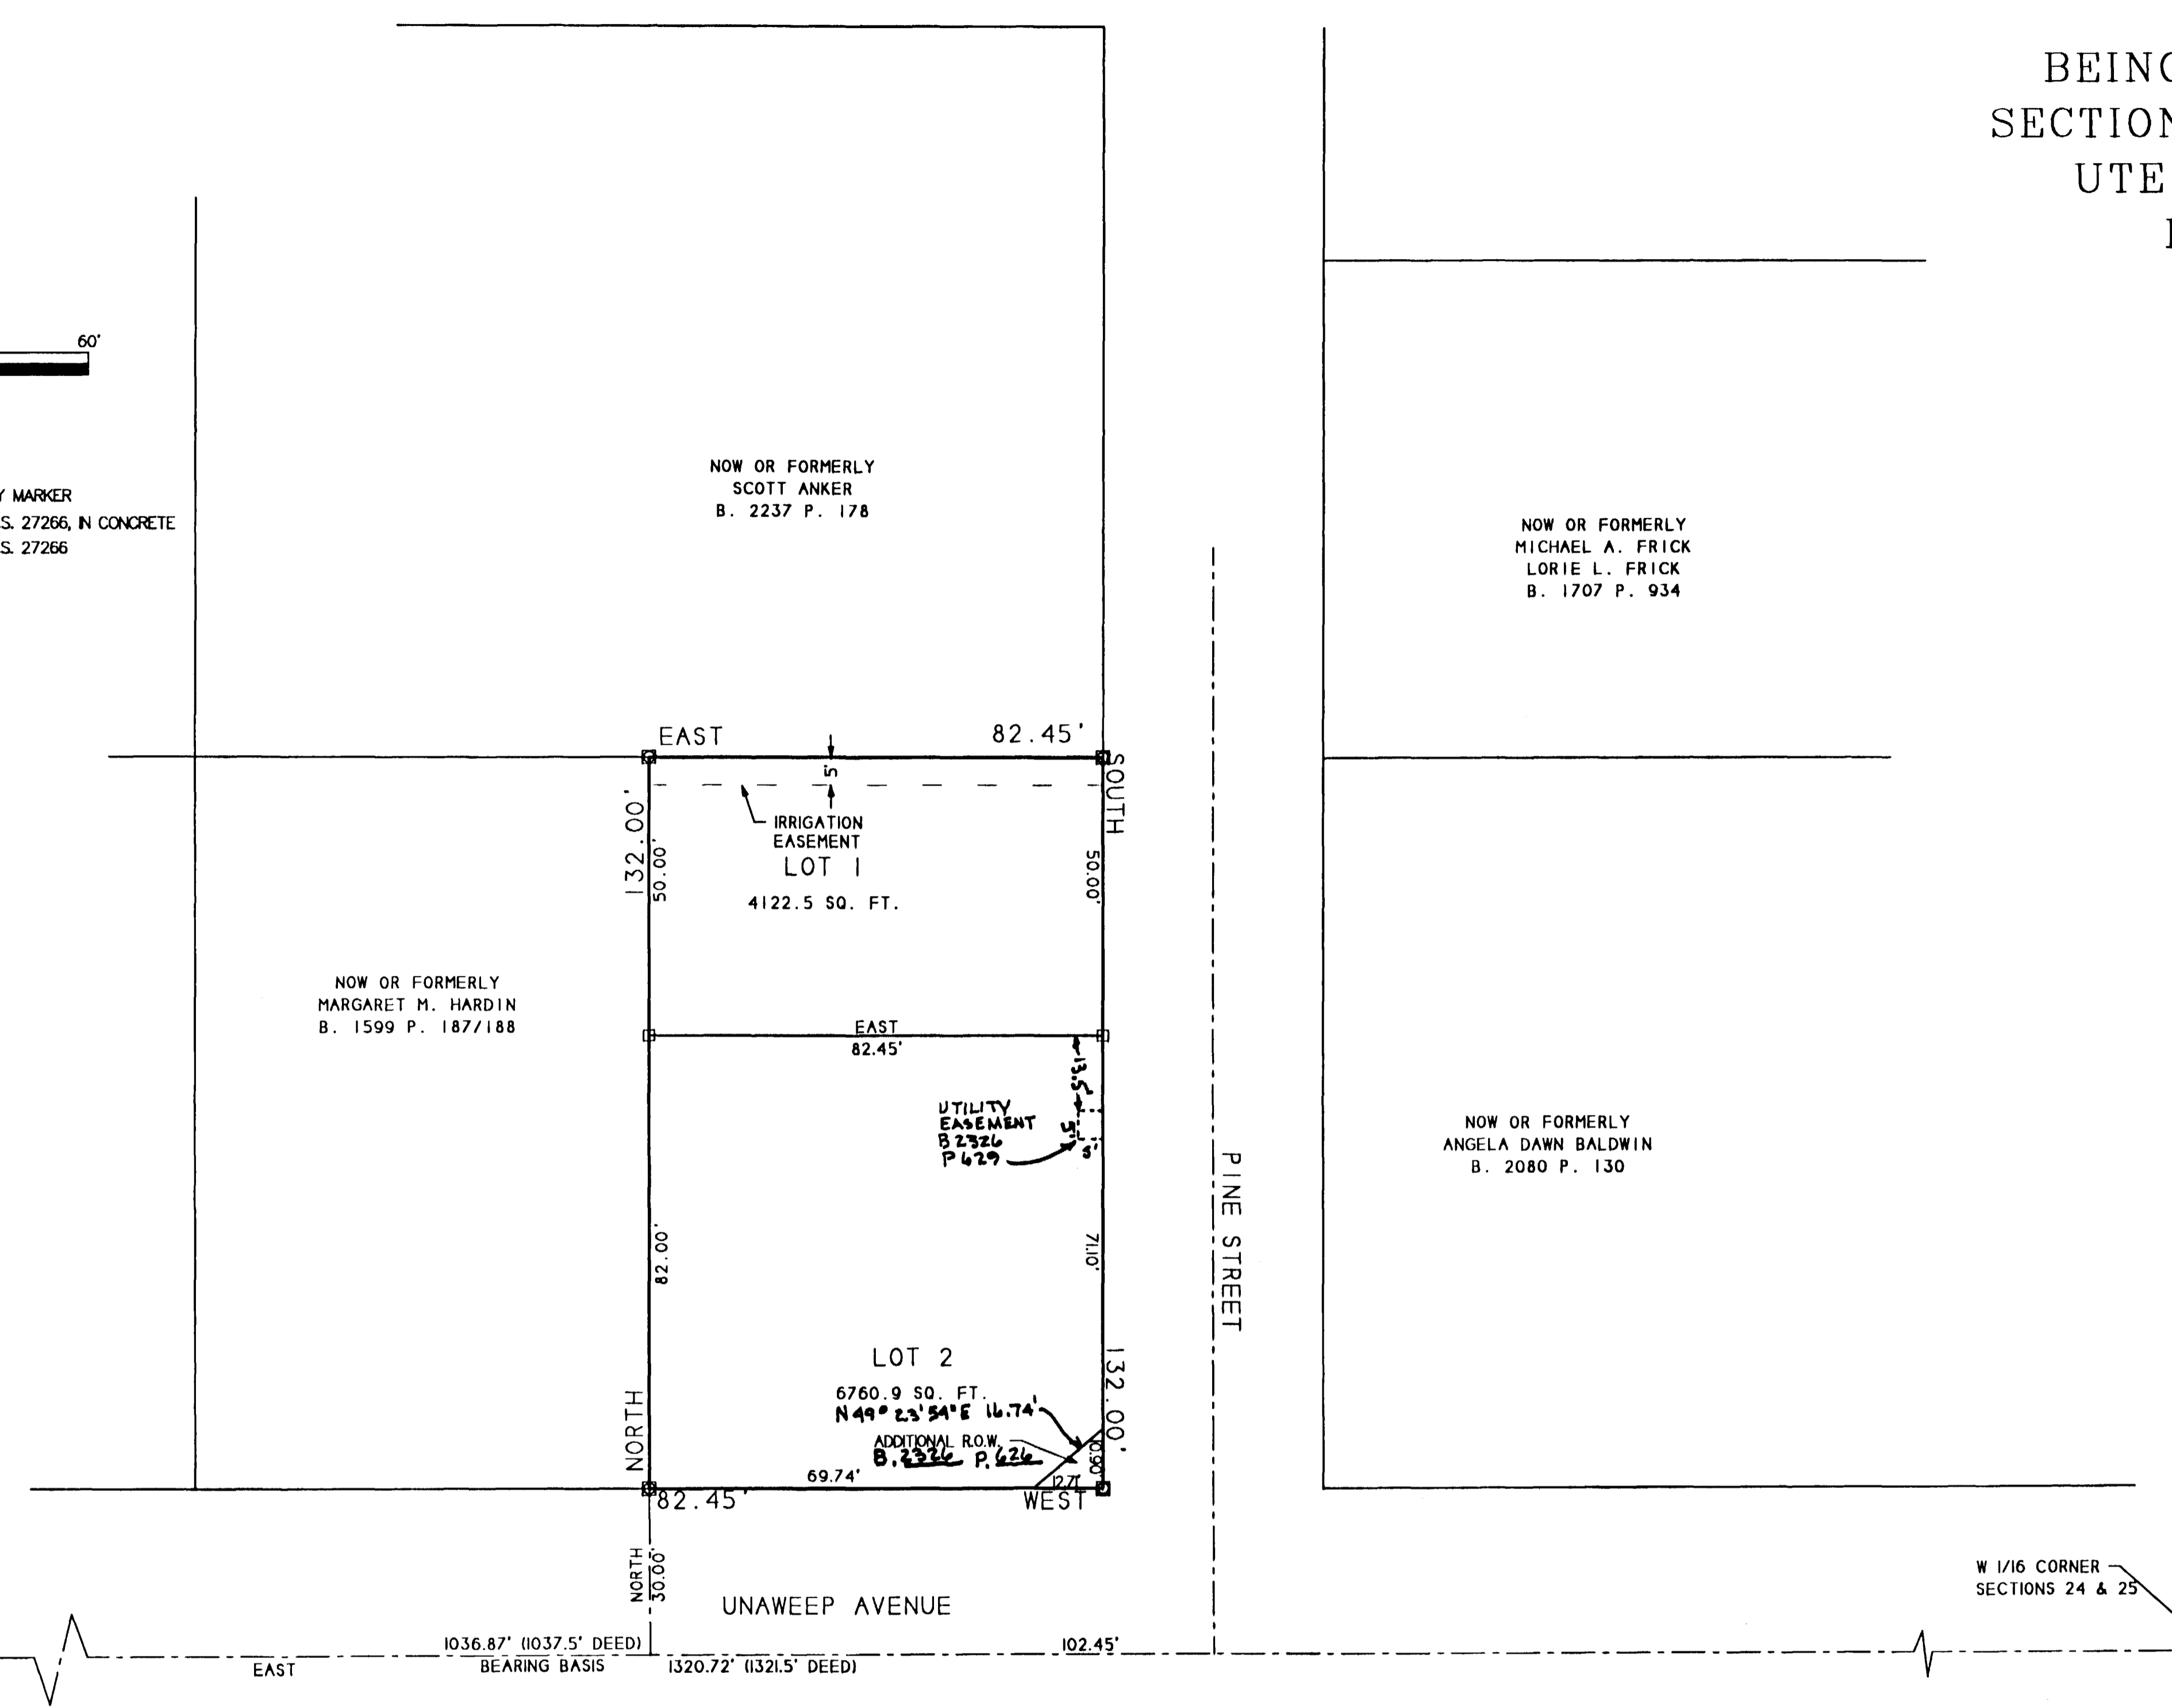 BEING
SECTION
UTE
60'
MARKER
S. 27266, IN CONCRETE
S. 27266
NOW OR FORMERLY
SCOTT ANKER
B. 2237 P. 178
NOW OR FORMERLY
MICHAEL A. FRICK
LORIE L. FRICK
B. 1707 P. 934
EAST 82.45'
5'
SOUTH
132.00'
50.00'
50.00'
IRRIGATION
EASEMENT
LOT 1
4122.5 SQ. FT.
NOW OR FORMERLY
MARGARET M. HARDIN
B. 1599 P. 187/188
EAST
82.45'
13.5'
UTILITY
EASEMENT
B 2326
P 629
5'
5'
NOW OR FORMERLY
ANGELA DAWN BALDWIN
B. 2080 P. 130
PINE STREET
82.00'
71.10'
LOT 2
6760.9 SQ. FT.
N49° 23'54"E 16.74'
ADDITIONAL R.O.W.
B. 2326 P. 626
132.00'
10.90'
NORTH
69.74'
12.71'
82.45' WEST
NORTH
30.00'
UNAWEEP AVENUE
W 1/16 CORNER
SECTIONS 24 & 25
1036.87' (1037.5' DEED) 102.45'
EAST BEARING BASIS 1320.72' (1321.5' DEED)